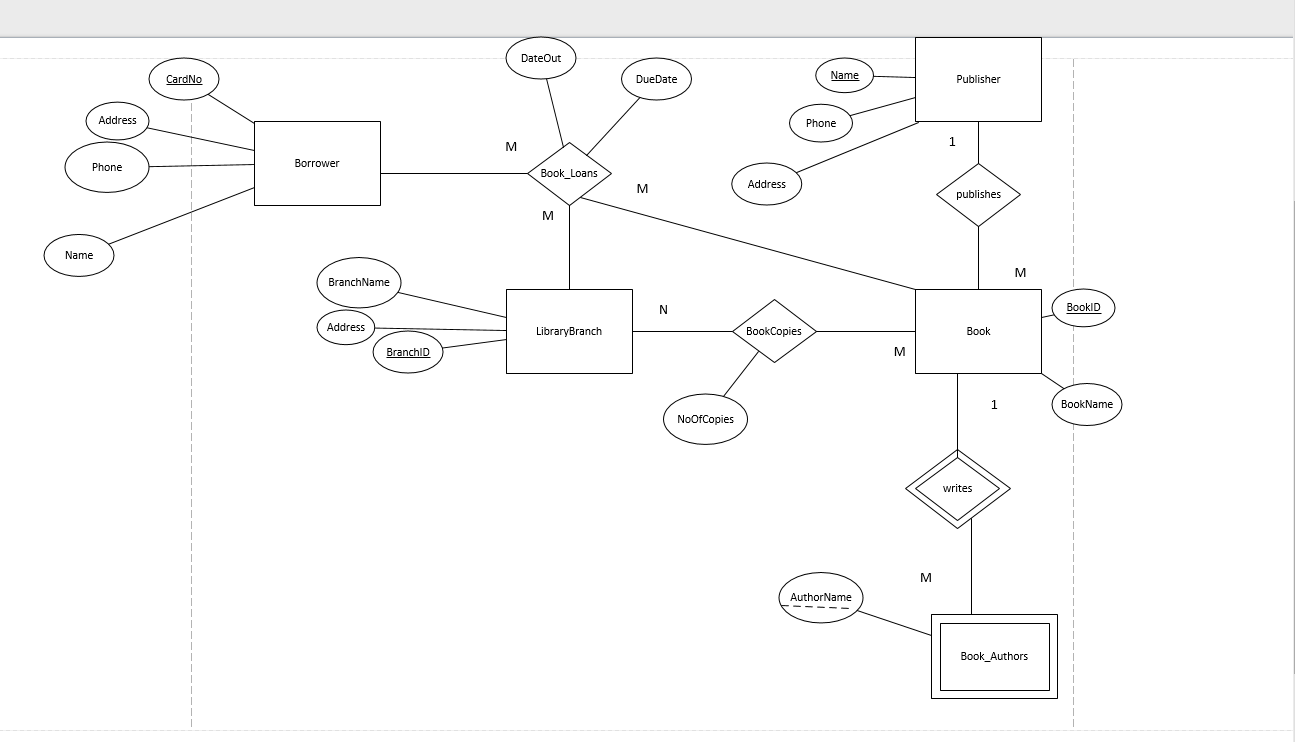 DateOut
DueDate
CardNo
Name
Publisher
Address
Phone
Borrower
M
Phone
1
Book_Loans
M
Address
publishes
M
Name
M
BranchName
BookID
N
Address
LibraryBranch
BookCopies
Book
BranchID
M
1
BookName
NoOfCopies
writes
M
AuthorName
Book_Authors